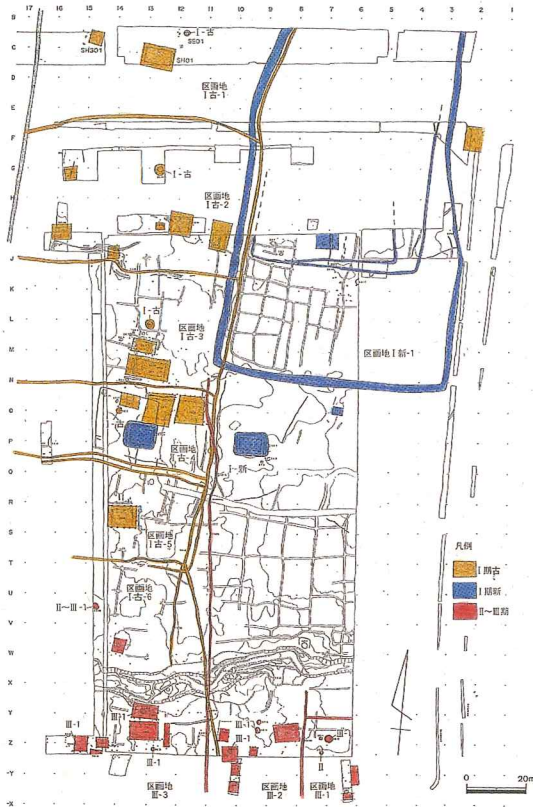 17 16 15 14 13 12 11 10 9 8 7 6 5 4 3 2 1
B
C
D
E
F
G
H
J
K
L
M
N
P
R
S
T
U
V
W
X
Y
Z
-Y
-X
I-古
SE01
SH301
SH01
区画地
I古-1
I-古
区画地
I古-2
I-古
区画地
I古-3
区画地I新-1
区画地
I古-4
I-新
区画地
I古-5
区画地
I古-6
II〜III-1
凡例
I期古
I期新
II〜III期
III-1
III-1
III-1
III-1
III-1
II
区画地
III-3
区画地
III-2
区画地
III-1
0 20m